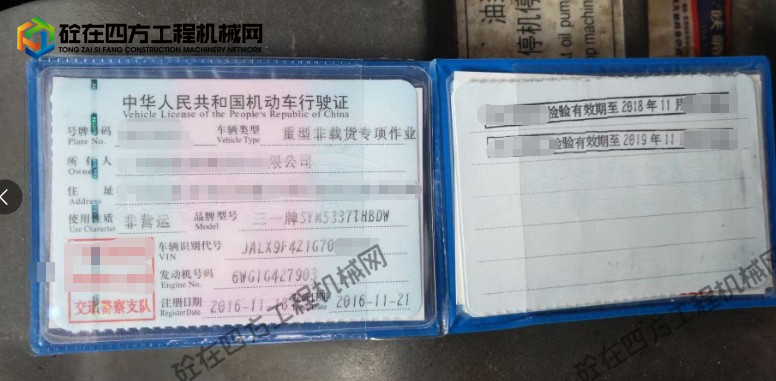 砼在四方工程机械网
TONG ZAI SI FANG CONSTRUCTION MACHINERY NETWORK
停机
oil pump
machine
中华人民共和国机动车行驶证
Vehicle License of the People's Republic of China
号牌 码
Plate No.
车辆类型
Vehicle Type
重型非载货专项作业
所 人
限公司
住 址
Address
使用性质
Use Character
非营运
品牌型号
Model
三一牌SYM5337THBDW
车辆识别代号
VIN
JALX9F4Z1G70
发动机号码
Engine No.
6WG1G427903
交通警察支队
注册日期
Register Date
2016-11-
2016-11-21
检验有效期至2018年11月
检验有效期至2019年11
砼在四方工程机械网
砼在四方工程机械网